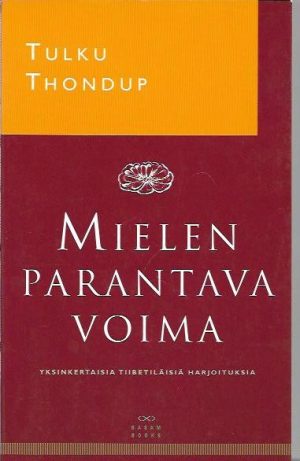 TULKU
THONDUP
MIELEN
PARANTAVA
VOIMA
YKSINKERTAISIA TIIBETILÄISIÄ HARJOITUKSIA
BASAM
BOOKS